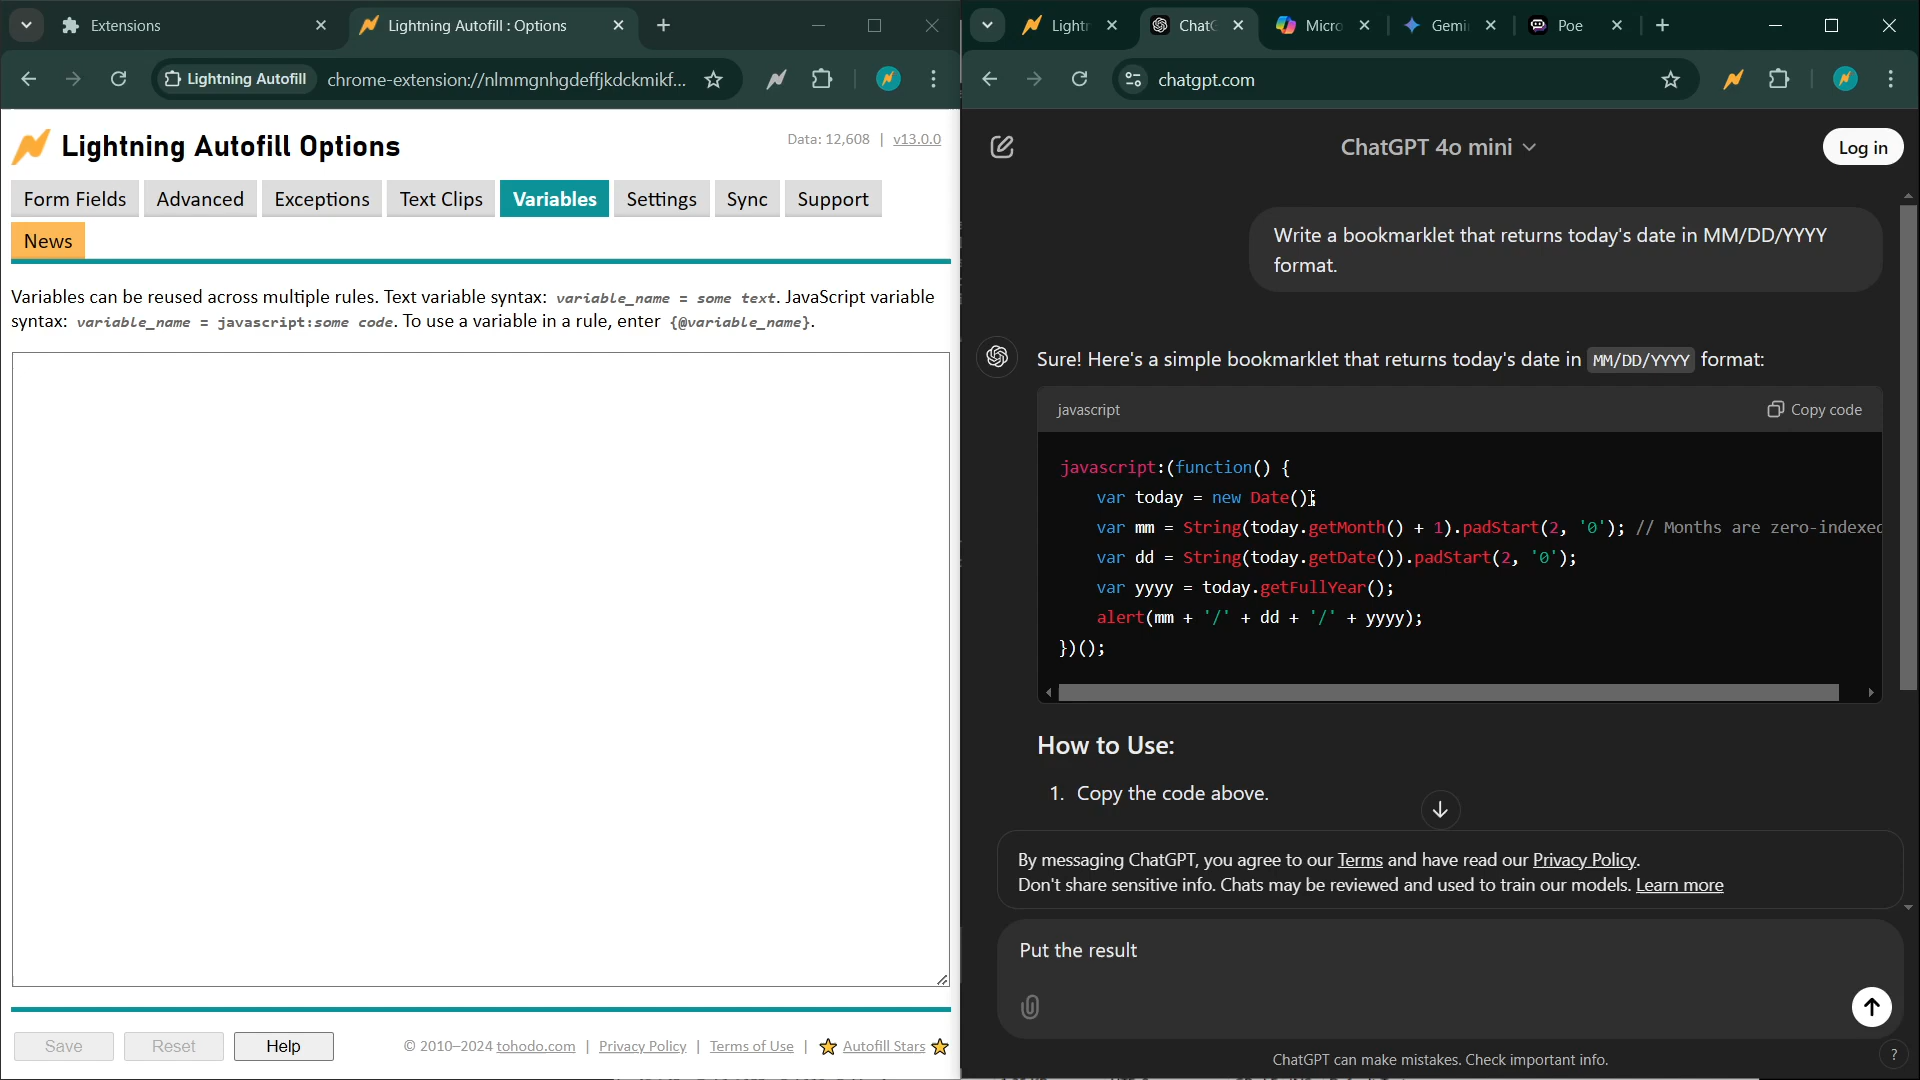 Extensions
Lightning Autofill : Options
Lightning Autofill
chrome-extension://nlmmgnhgdeffjkdckmikf...
Lightning Autofill Options
Data: 12,608 | v13.0.0
Form Fields
Advanced
Exceptions
Text Clips
Variables
Settings
Sync
Support
News
Variables can be reused across multiple rules. Text variable syntax: variable_name = some text. JavaScript variable
syntax: variable_name = javascript:some code. To use a variable in a rule, enter {@variable_name}.
Save
Reset
Help
© 2010–2024 tohodo.com | Privacy Policy | Terms of Use | Autofill Stars
Light
Chat
Micro
Gemi
Poe
chatgpt.com
ChatGPT 4o mini
Log in
Write a bookmarklet that returns today's date in MM/DD/YYYY
format.
Sure! Here's a simple bookmarklet that returns today's date in MM/DD/YYYY format:
javascript
Copy code
javascript:(function() {
var today = new Date();
var mm = String(today.getMonth() + 1).padStart(2, '0'); // Months are zero-indexed
var dd = String(today.getDate()).padStart(2, '0');
var yyyy = today.getFullYear();
alert(mm + '/' + dd + '/' + yyyy);
})();
How to Use:
1. Copy the code above.
By messaging ChatGPT, you agree to our Terms and have read our Privacy Policy.
Don't share sensitive info. Chats may be reviewed and used to train our models. Learn more
Put the result
ChatGPT can make mistakes. Check important info.
?